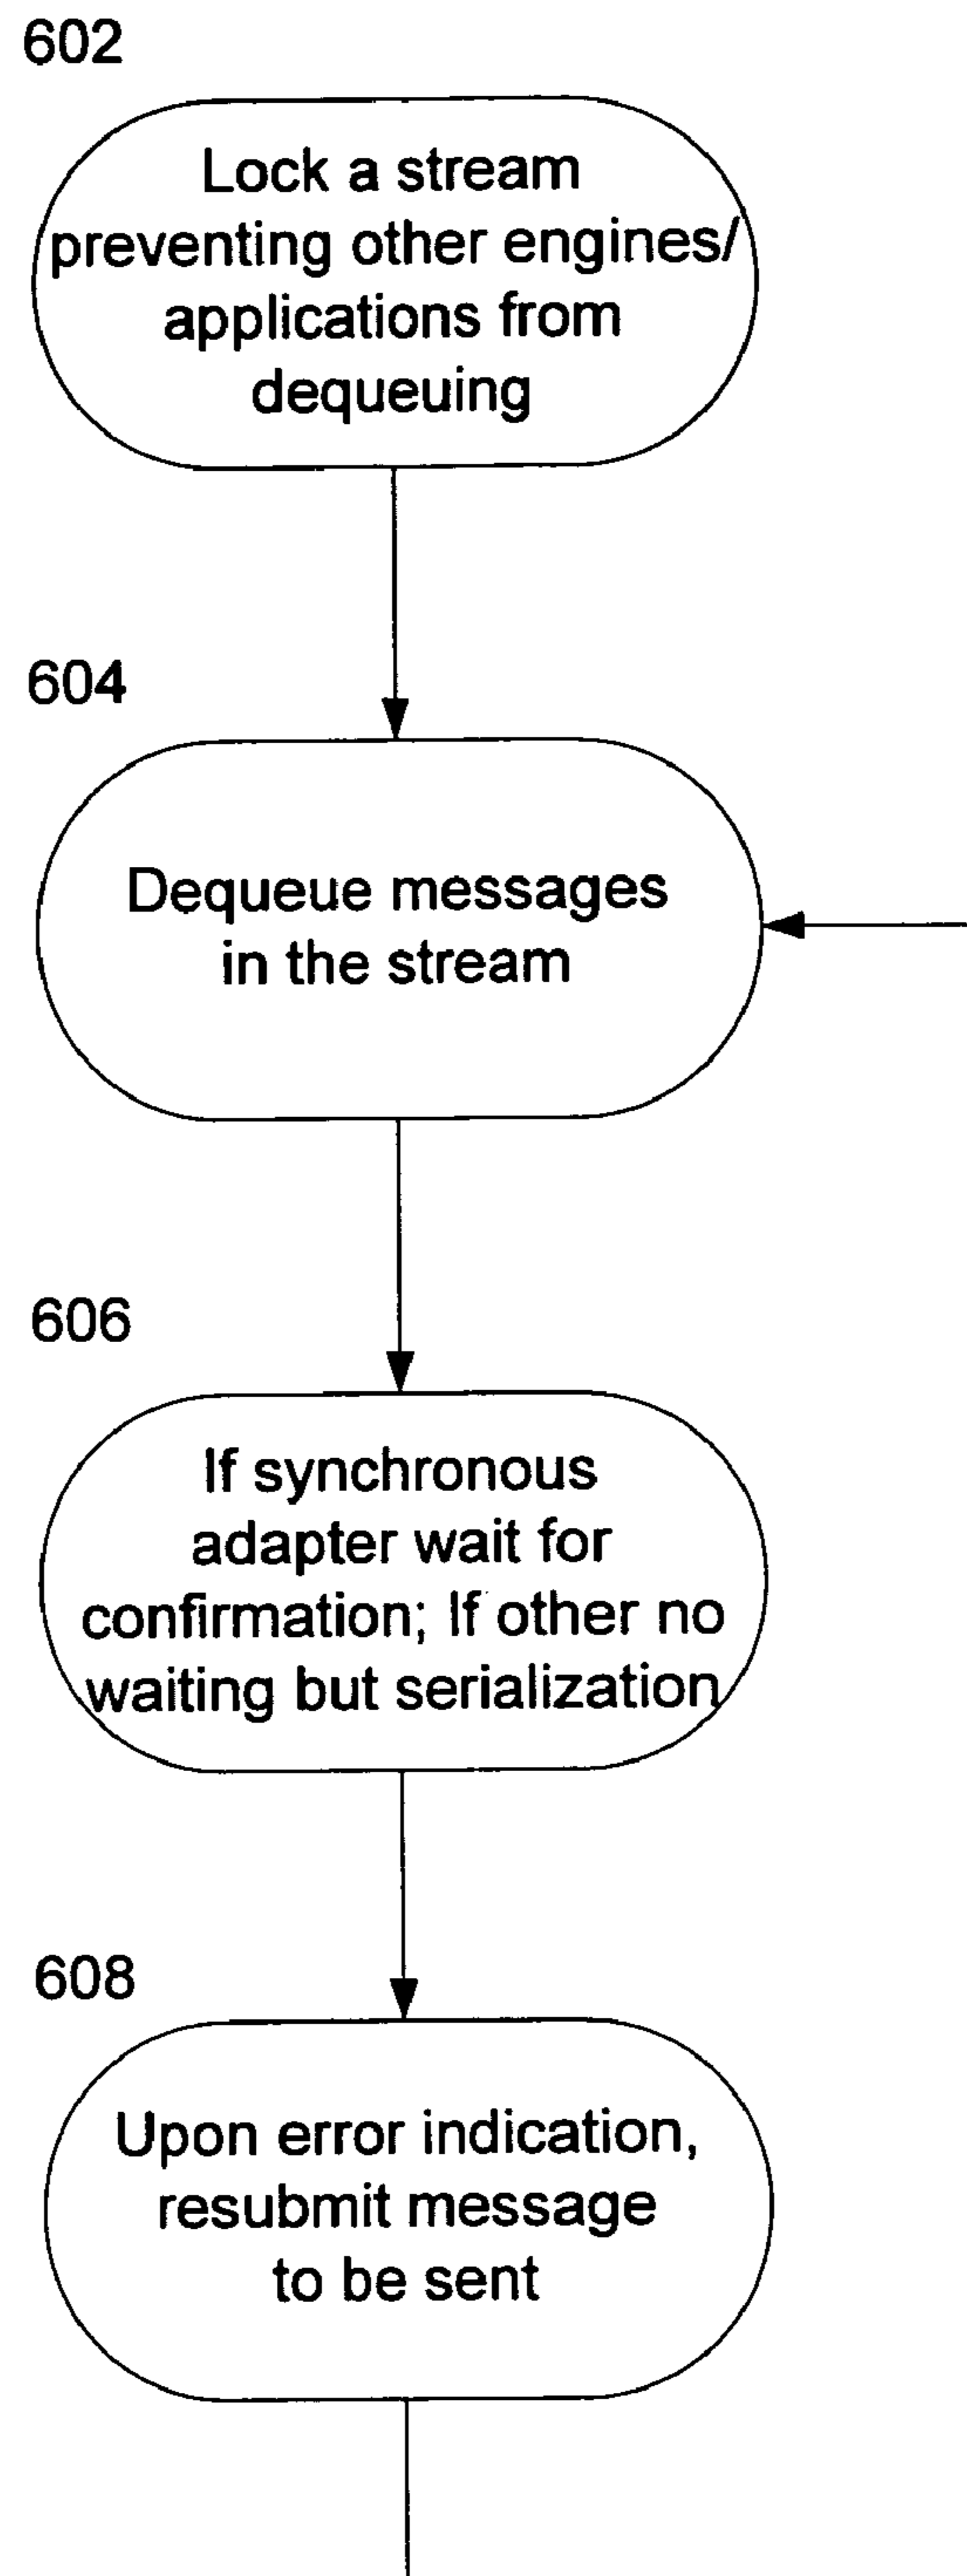 602
Lock a stream
preventing other engines/
applications from
dequeuing
604
Dequeue messages
in the stream
606
If synchronous
adapter wait for
confirmation; If other no
waiting but serialization
608
Upon error indication,
resubmit message
to be sent